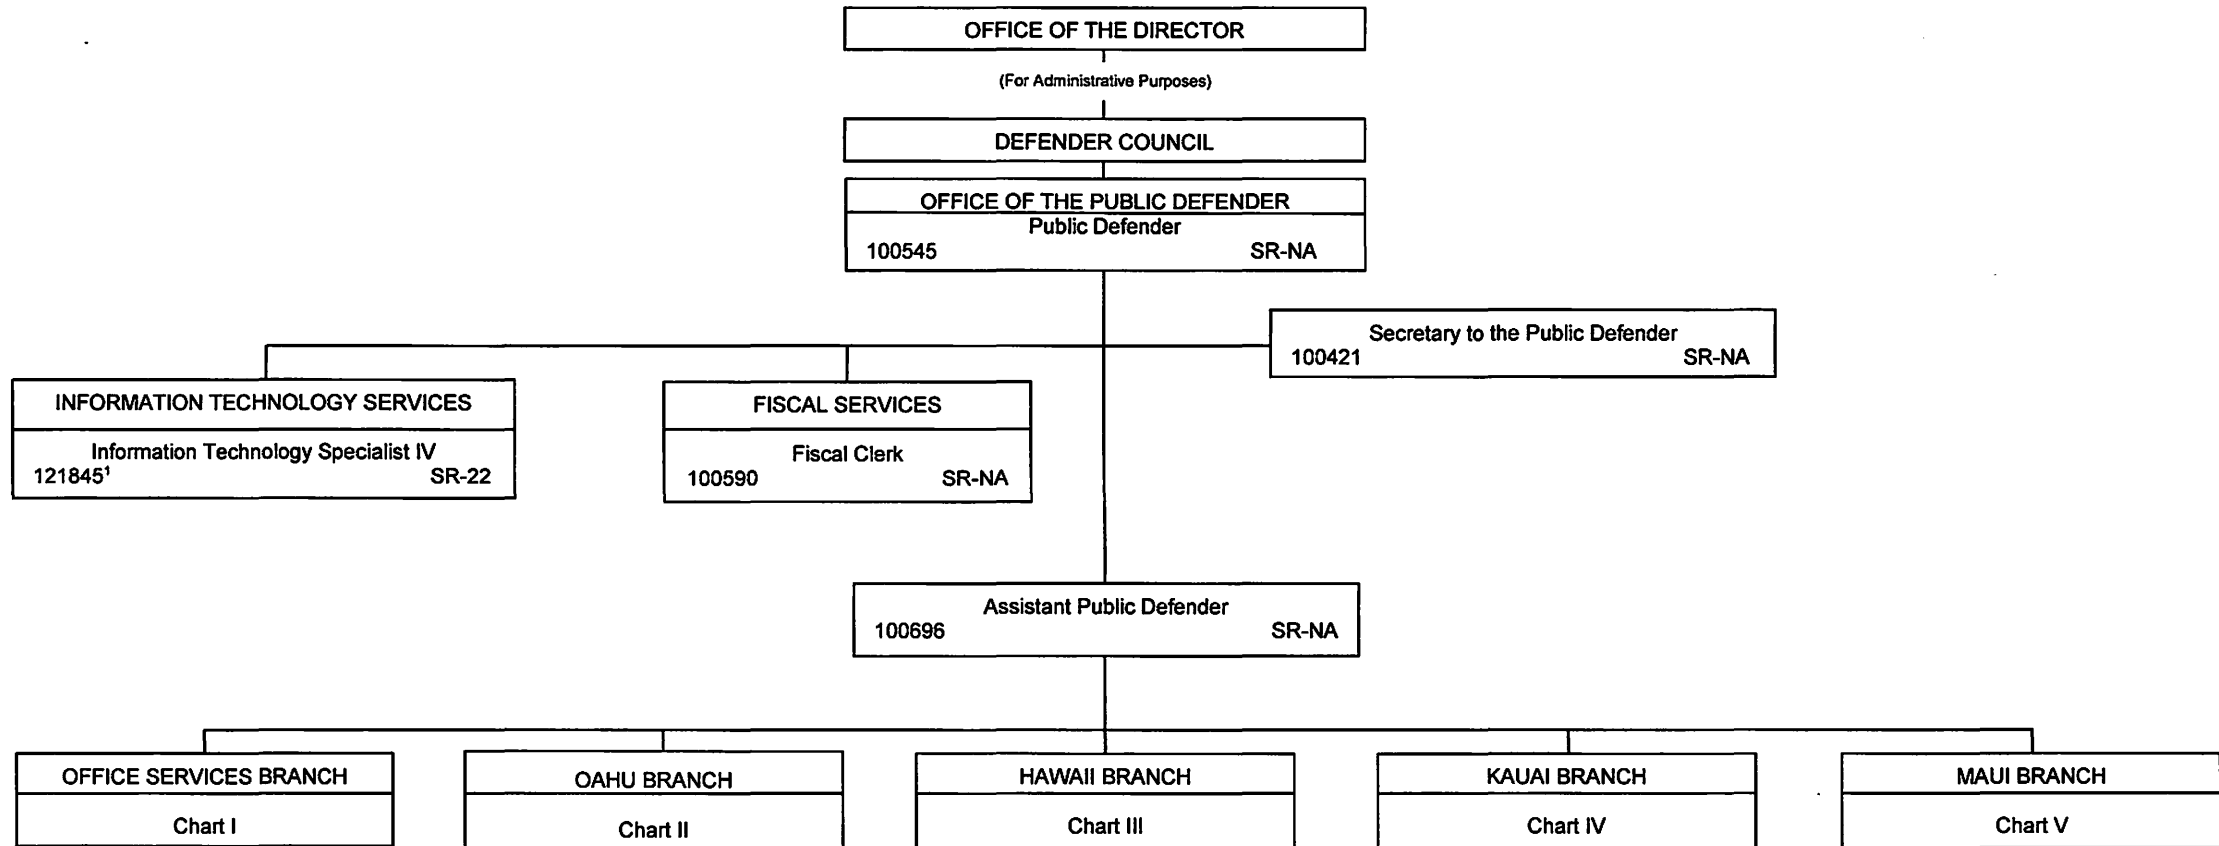 OFFICE OF THE DIRECTOR
(For Administrative Purposes)
DEFENDER COUNCIL
OFFICE OF THE PUBLIC DEFENDER
Public Defender
100545 SR-NA
Secretary to the Public Defender
100421 SR-NA
INFORMATION TECHNOLOGY SERVICES
Information Technology Specialist IV
121845¹ SR-22
FISCAL SERVICES
Fiscal Clerk
100590 SR-NA
Assistant Public Defender
100696 SR-NA
OFFICE SERVICES BRANCH
Chart I
OAHU BRANCH
Chart II
HAWAII BRANCH
Chart III
KAUAI BRANCH
Chart IV
MAUI BRANCH
Chart V